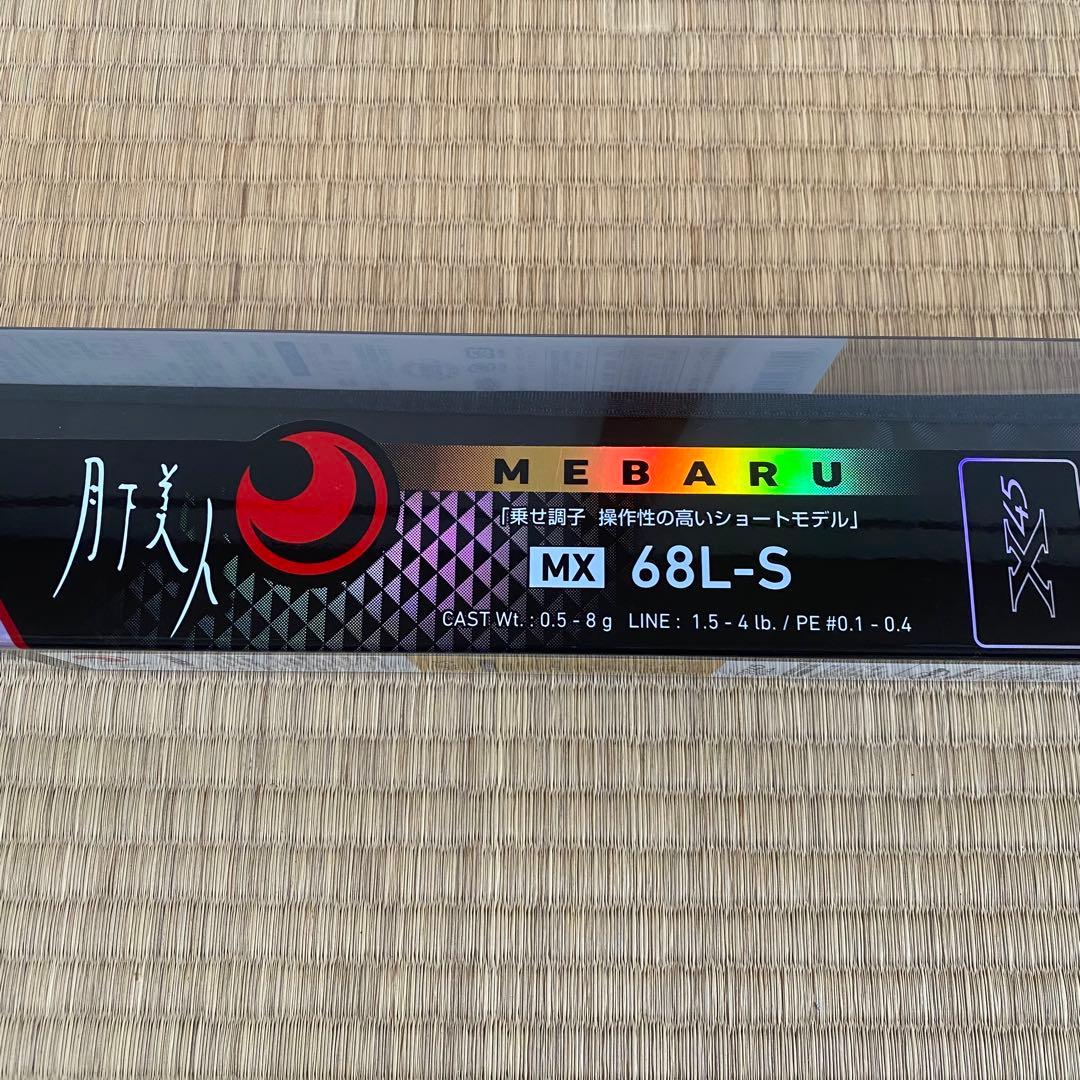 月下美人
MEBARU
「乗せ調子 操作性の高いショートモデル」
MX 68L-S
CAST Wt. : 0.5 - 8 g LINE : 1.5 - 4 lb. / PE #0.1 - 0.4
X45